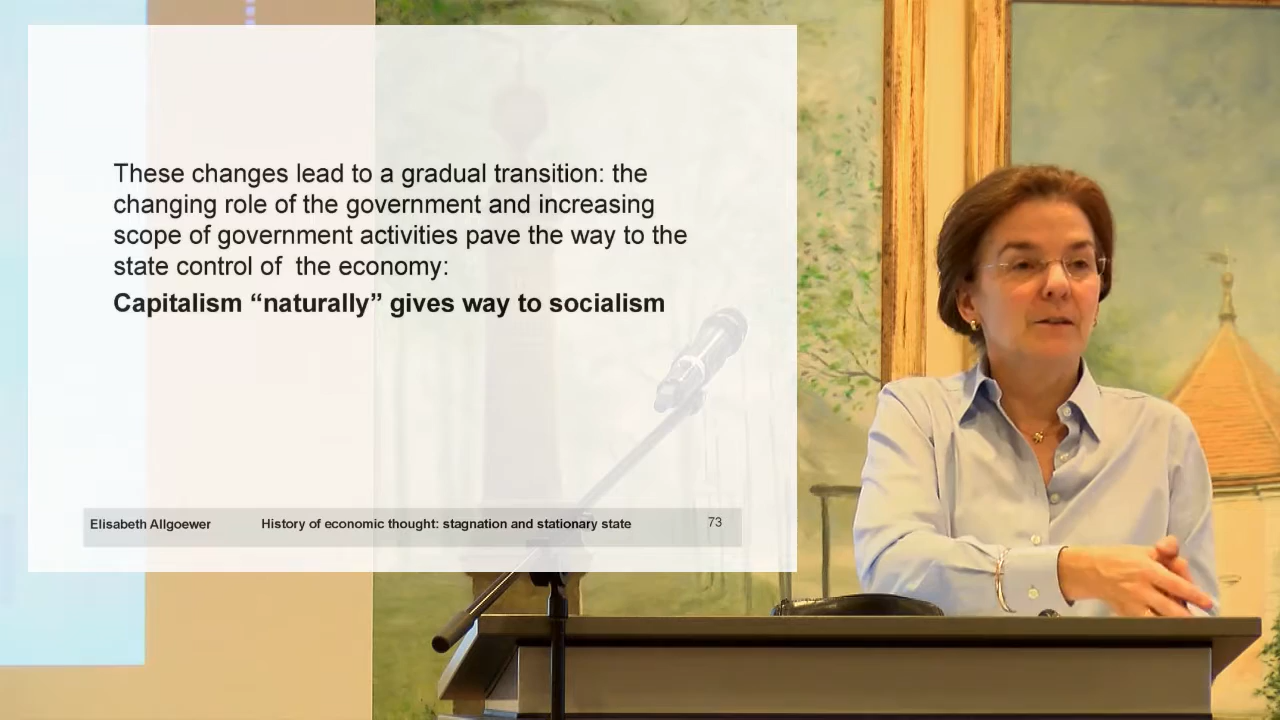 These changes lead to a gradual transition: the
changing role of the government and increasing
scope of government activities pave the way to the
state control of  the economy:
Capitalism “naturally” gives way to socialism
Elisabeth Allgoewer History of economic thought: stagnation and stationary state 73